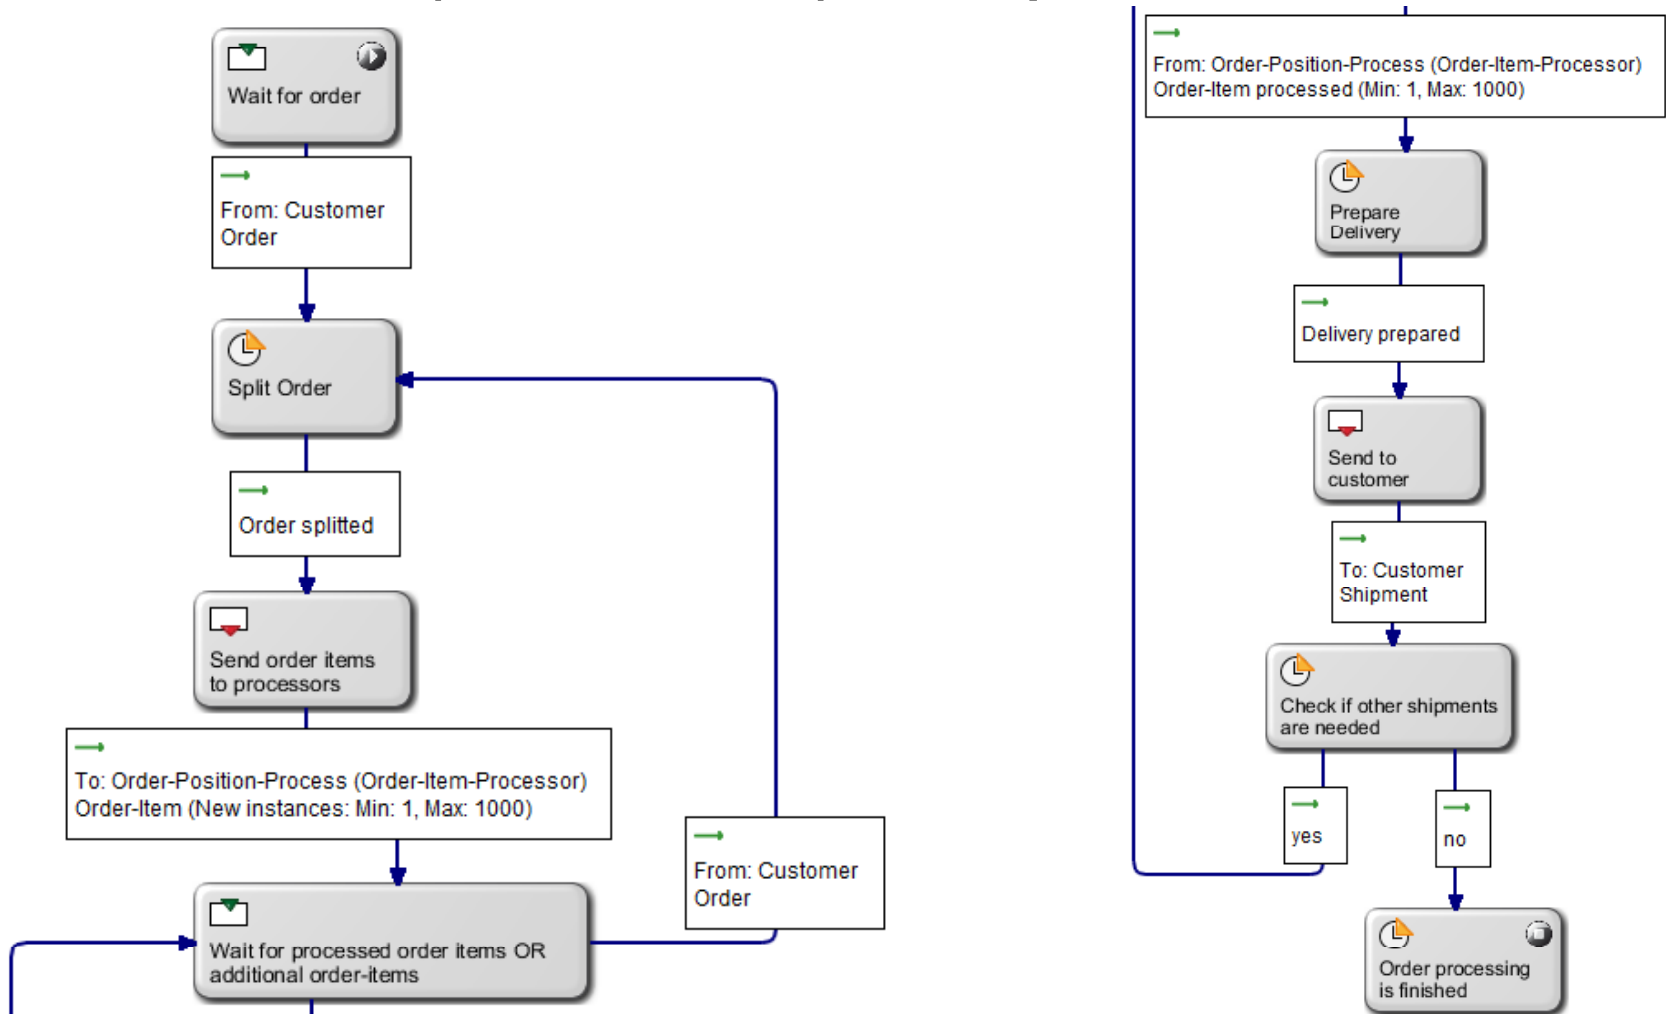 Wait for order
From: Customer
Order
Split Order
Order splitted
Send order items
to processors
To: Order-Position-Process (Order-Item-Processor)
Order-Item (New instances: Min: 1, Max: 1000)
From: Customer
Order
Wait for processed order items OR
additional order-items
From: Order-Position-Process (Order-Item-Processor)
Order-Item processed (Min: 1, Max: 1000)
Prepare
Delivery
Delivery prepared
Send to
customer
To: Customer
Shipment
Check if other shipments
are needed
yes
no
Order processing
is finished